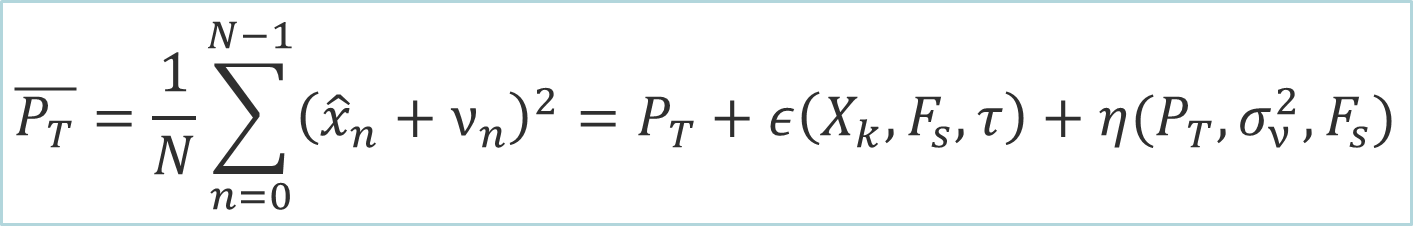 $\overline{P_T} = \frac{1}{N} \sum_{n=0}^{N-1} (\hat{x}_n + \nu_n)^2 = P_T + \epsilon(X_k, F_s, \tau) + \eta(P_T, \sigma_\nu^2, F_s)$